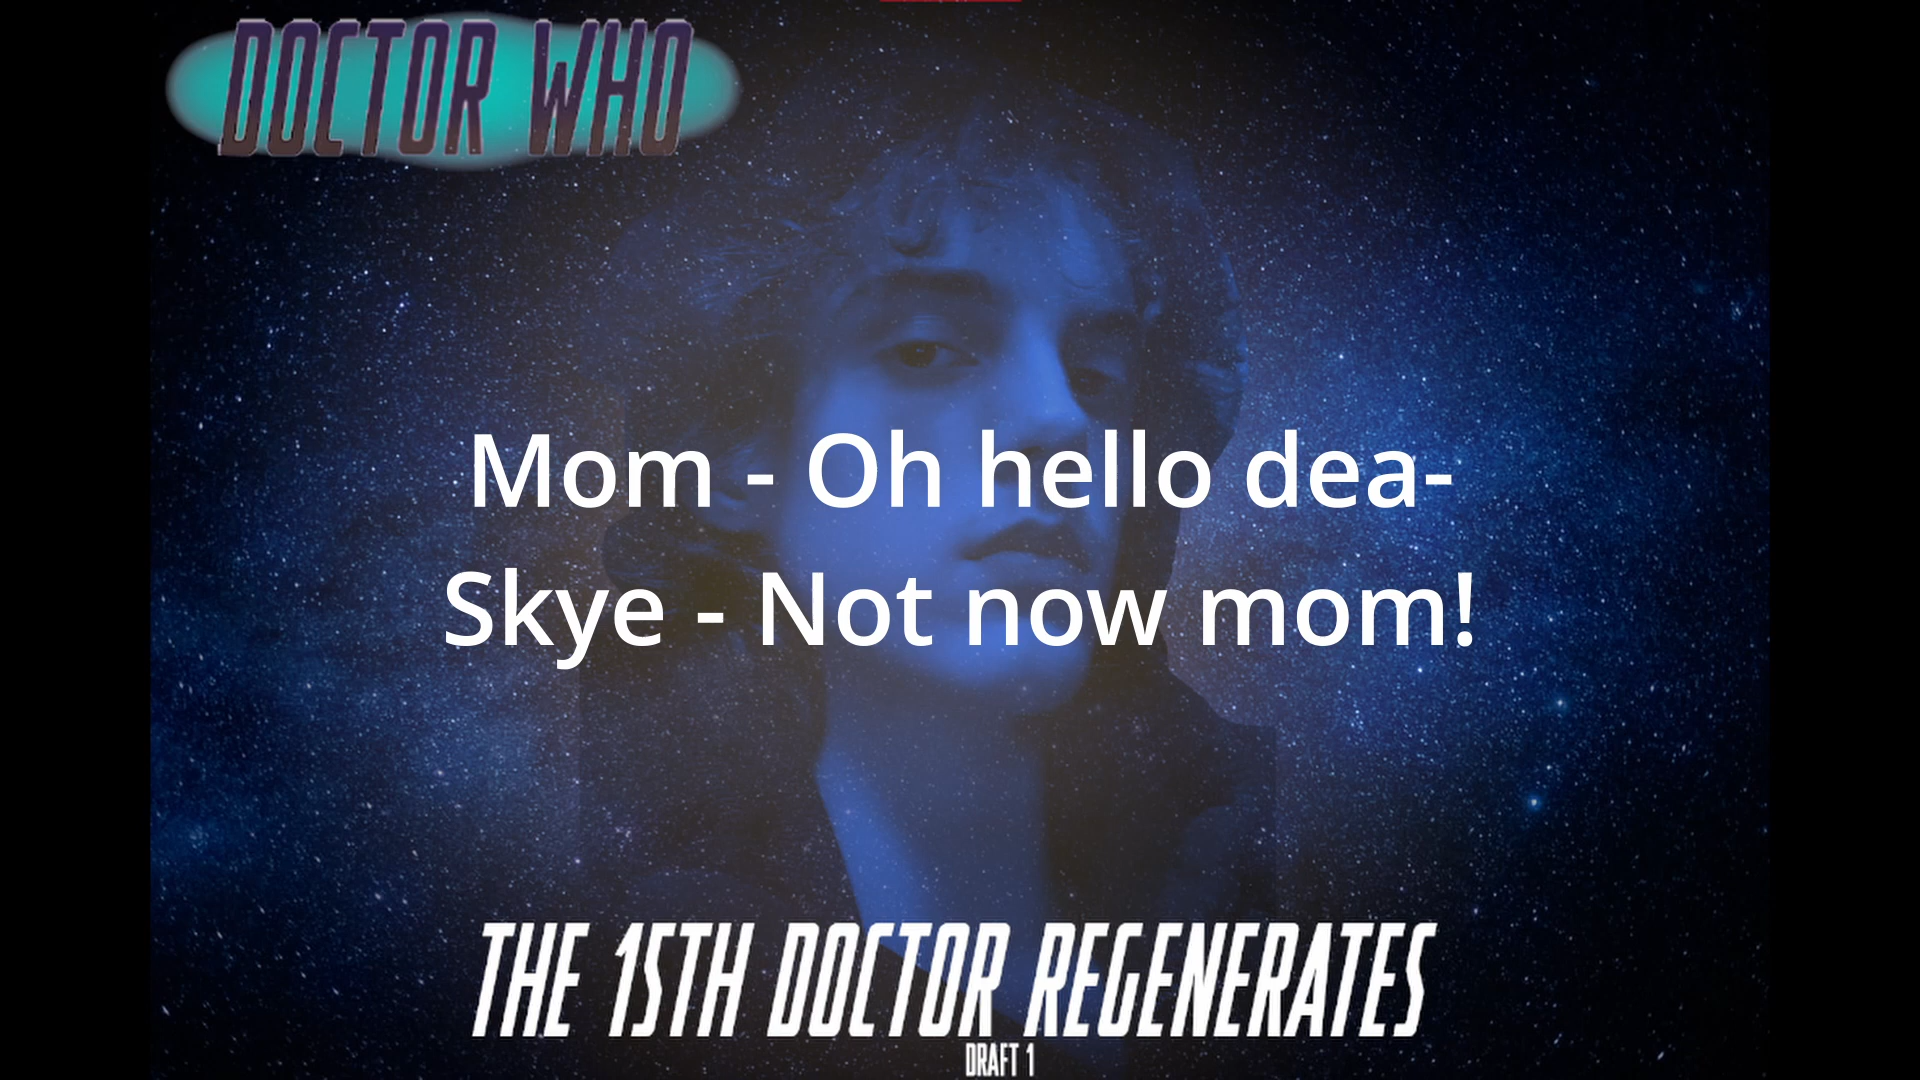 DOCTOR WHO
Mom - Oh hello dea-
Skye - Not now mom!
THE 15TH DOCTOR REGENERATES
DRAFT 1